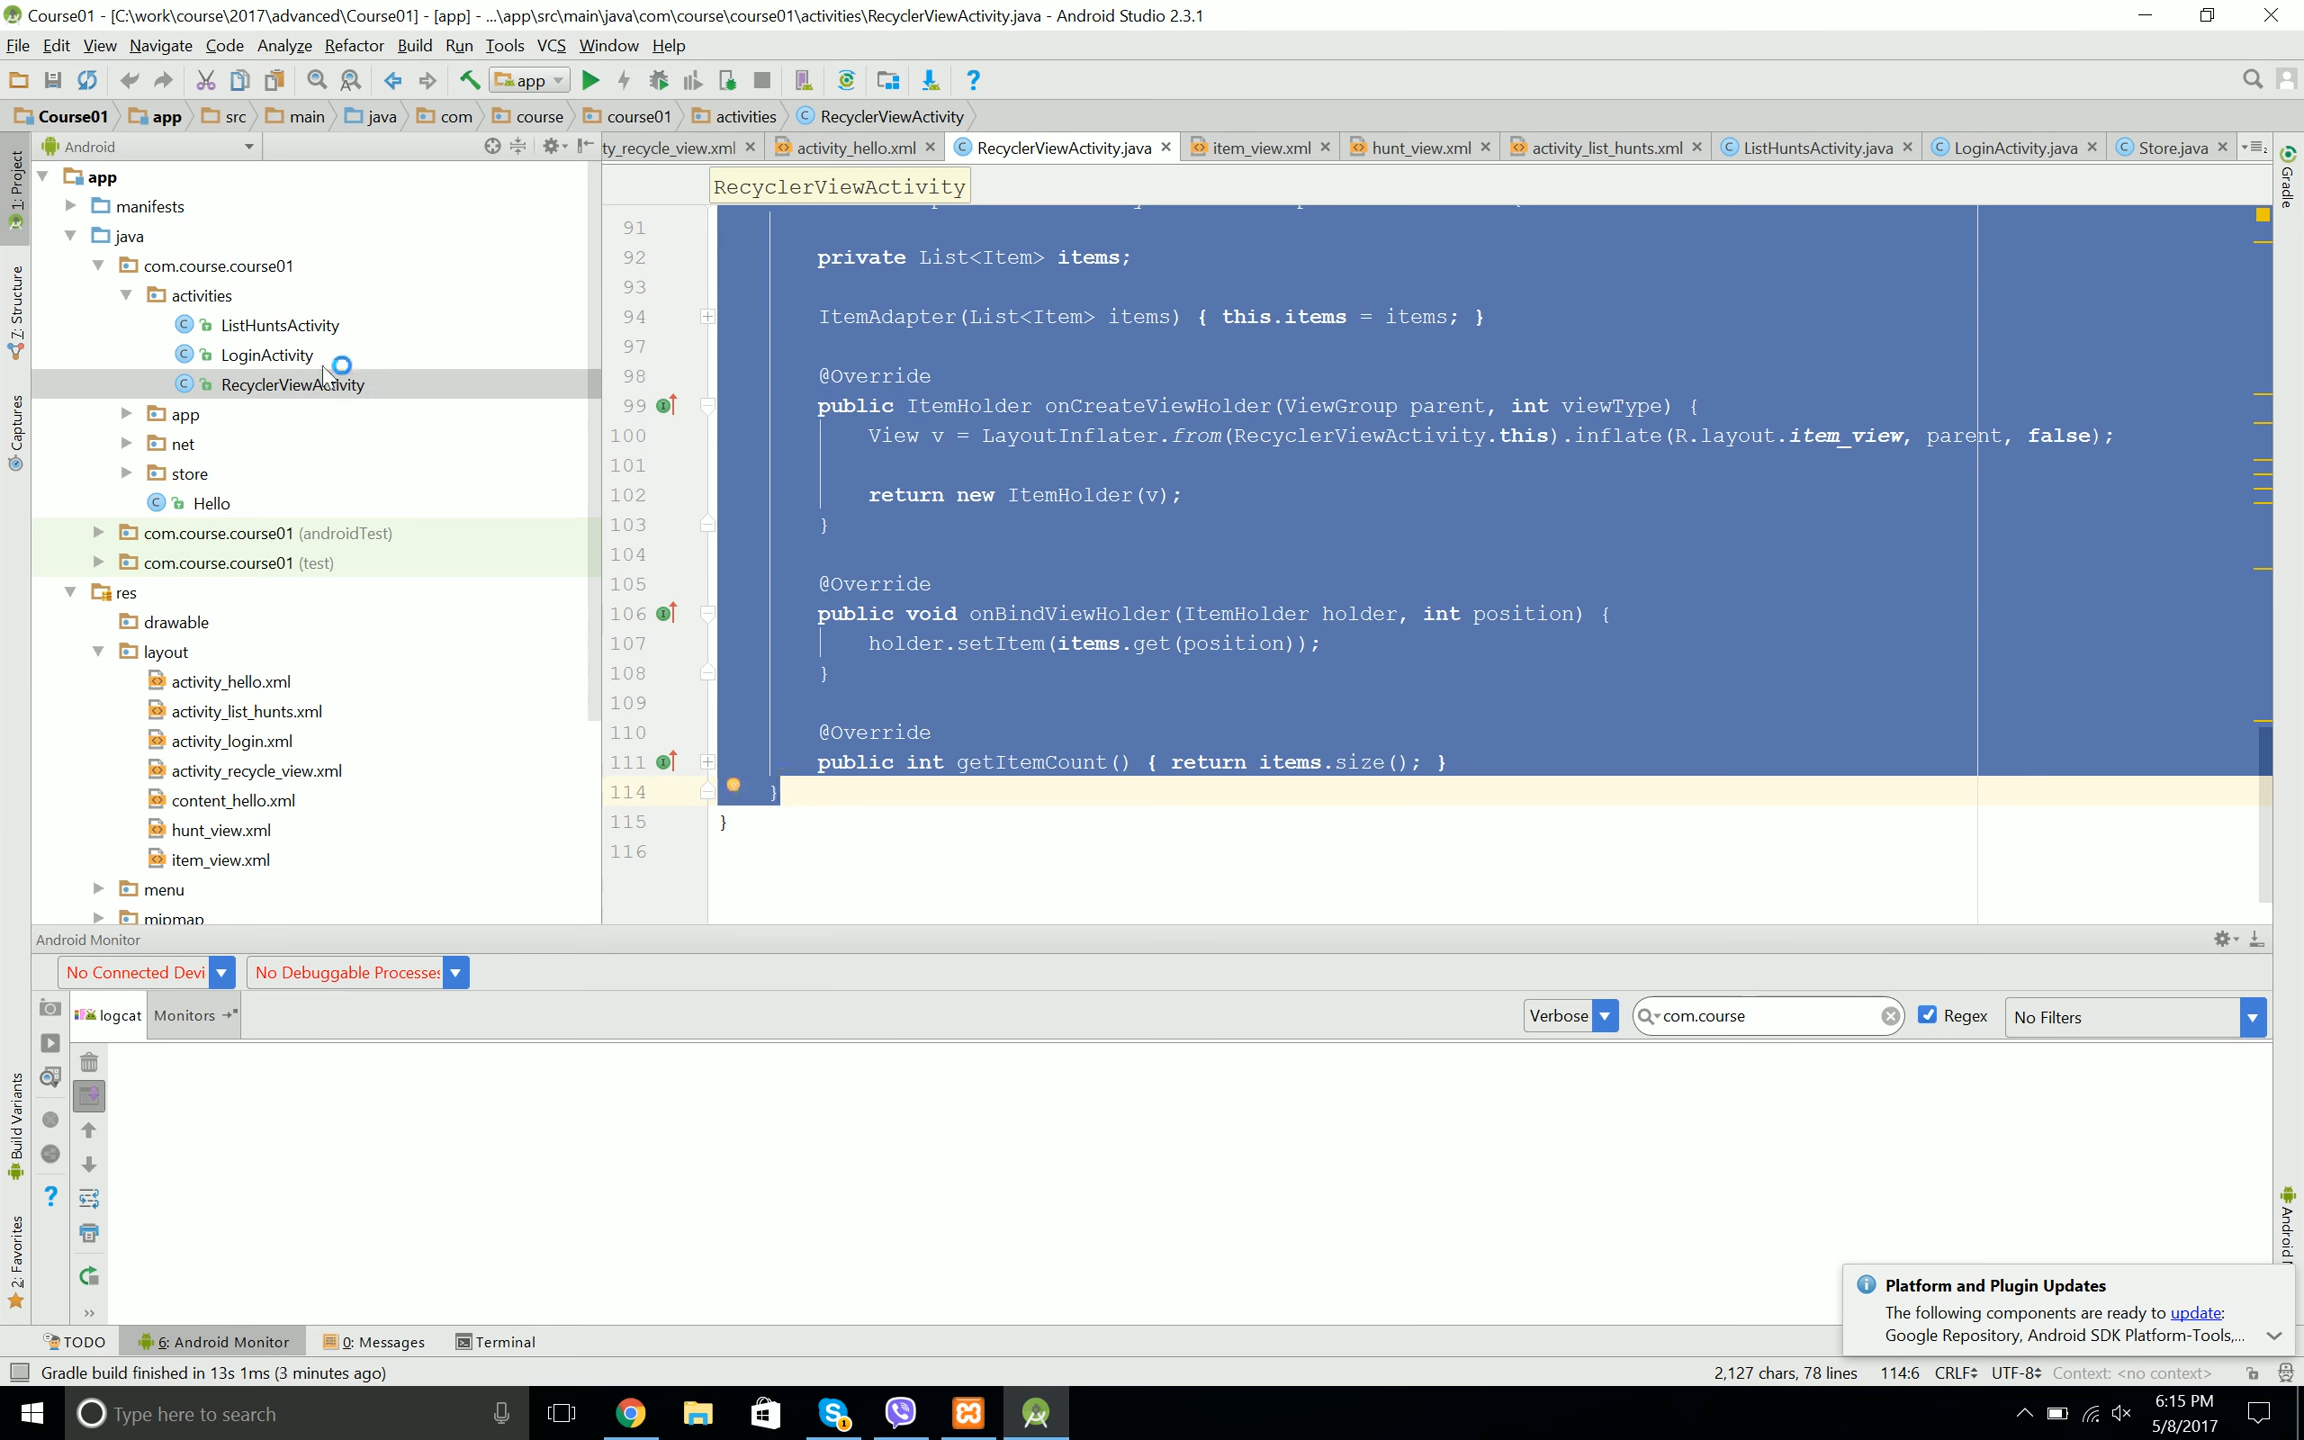 Course01 - [C:\work\course\2017\advanced\Course01] - [app] - ...\app\src\main\java\com\course\course01\activities\RecyclerViewActivity.java - Android Studio 2.3.1
File Edit View Navigate Code Analyze Refactor Build Run Tools VCS Window Help
app
Course01 app src main java com course course01 activities RecyclerViewActivity
Android
ty_recycle_view.xml activity_hello.xml RecyclerViewActivity.java item_view.xml hunt_view.xml activity_list_hunts.xml ListHuntsActivity.java LoginActivity.java Store.java
RecyclerViewActivity
1: Project
Z: Structure
Captures
Build Variants
2: Favorites
Gradle
app
manifests
java
com.course.course01
activities
ListHuntsActivity
LoginActivity
RecyclerViewActivity
app
net
store
Hello
com.course.course01 (androidTest)
com.course.course01 (test)
res
drawable
layout
activity_hello.xml
activity_list_hunts.xml
activity_login.xml
activity_recycle_view.xml
content_hello.xml
hunt_view.xml
item_view.xml
menu
mipmap
91
92 private List<Item> items;
93
94 ItemAdapter(List<Item> items) { this.items = items; }
97
98 @Override
99 public ItemHolder onCreateViewHolder(ViewGroup parent, int viewType) {
100 View v = LayoutInflater.from(RecyclerViewActivity.this).inflate(R.layout.item_view, parent, false);
101
102 return new ItemHolder(v);
103 }
104
105 @Override
106 public void onBindViewHolder(ItemHolder holder, int position) {
107 holder.setItem(items.get(position));
108 }
109
110 @Override
111 public int getItemCount() { return items.size(); }
114 }
115 }
116
Android Monitor
No Connected Devi No Debuggable Processes
logcat Monitors
Verbose com.course Regex No Filters
Android
Platform and Plugin Updates
The following components are ready to update:
Google Repository, Android SDK Platform-Tools,...
TODO 6: Android Monitor 0: Messages Terminal
Gradle build finished in 13s 1ms (3 minutes ago)
2,127 chars, 78 lines 114:6 CRLF UTF-8 Context: <no context>
Type here to search
6:15 PM
5/8/2017